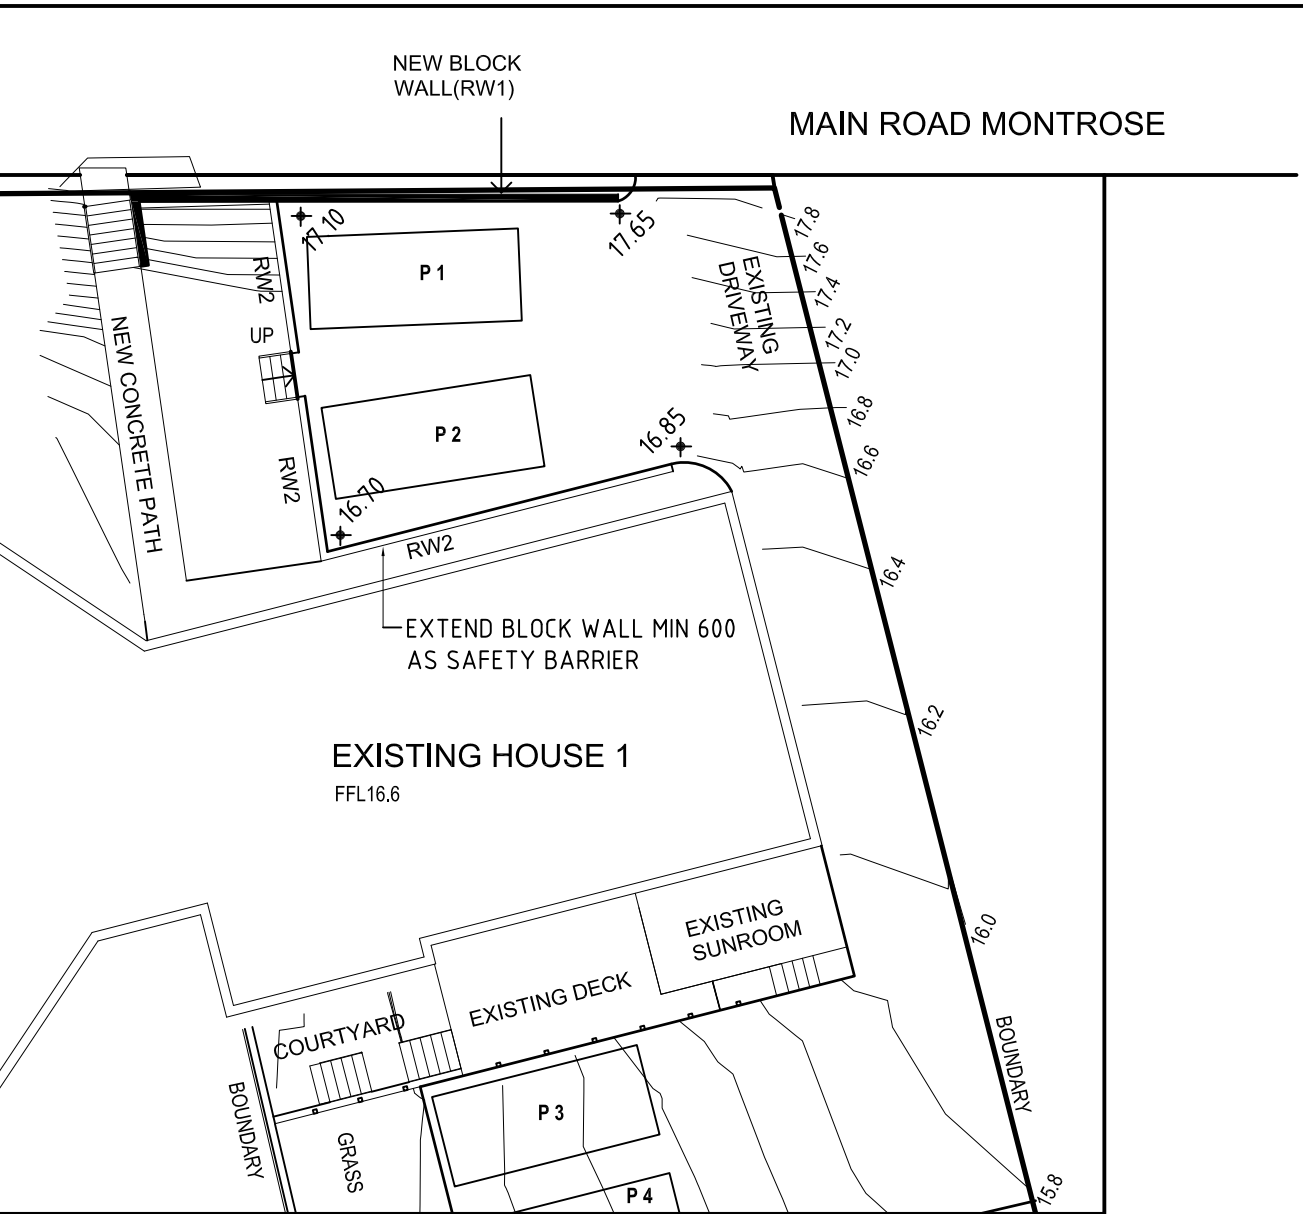 NEW BLOCK
WALL(RW1)
MAIN ROAD MONTROSE
17.10
17.65
17.8
17.6
17.4
17.2
17.0
16.8
16.6
16.4
16.2
16.0
15.8
EXISTING
DRIVEWAY
P 1
RW2
UP
NEW CONCRETE PATH
P 2
16.85
RW2
16.70
RW2
EXTEND BLOCK WALL MIN 600
AS SAFETY BARRIER
EXISTING HOUSE 1
FFL16.6
EXISTING
SUNROOM
EXISTING DECK
COURTYARD
BOUNDARY
BOUNDARY
GRASS
P 3
P 4